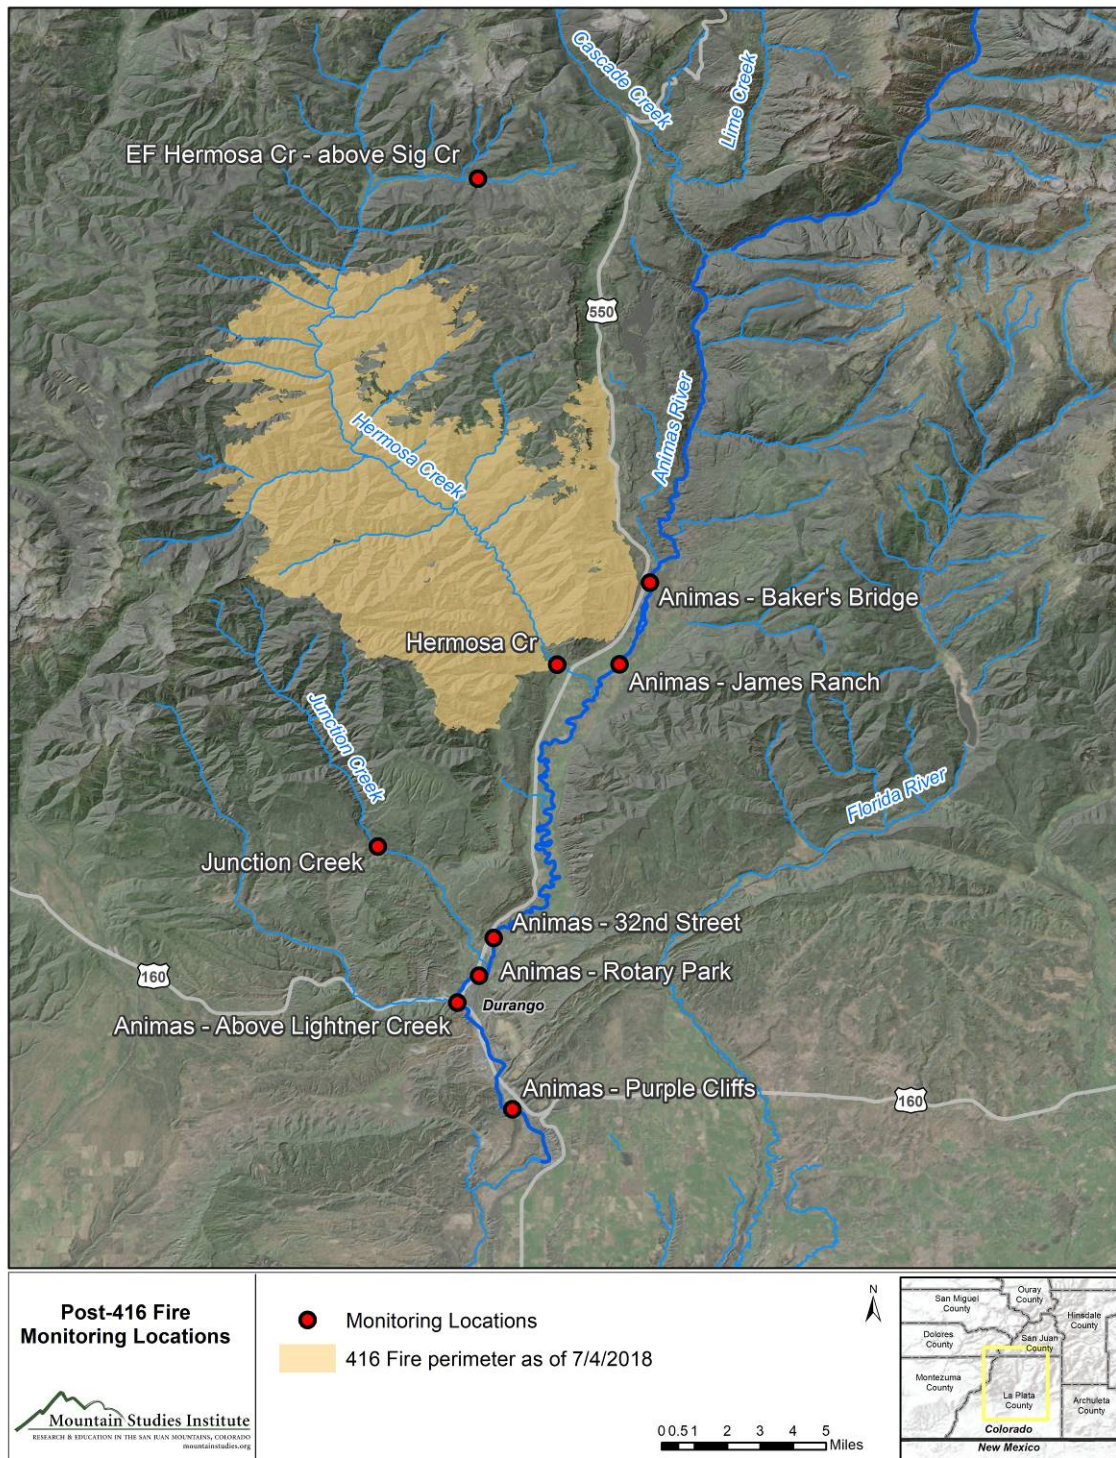 Cascade Creek
Lime Creek
EF Hermosa Cr - above Sig Cr
550
Animas River
Hermosa Creek
Animas - Baker's Bridge
Hermosa Cr
Animas - James Ranch
Junction Creek
Florida River
Junction Creek
Animas - 32nd Street
Animas - Rotary Park
160
Durango
Animas - Above Lightner Creek
Animas - Purple Cliffs
160
Post-416 Fire
Monitoring Locations
Mountain Studies Institute
RESEARCH & EDUCATION IN THE SAN JUAN MOUNTAINS, COLORADO
mountainstudies.org
Monitoring Locations
416 Fire perimeter as of 7/4/2018
N
0 0.5 1 2 3 4 5
Miles
San Miguel
County
Ouray
County
Hinsdale
County
Dolores
County
San Juan
County
Montezuma
County
La Plata
County
Archuleta
County
Colorado
New Mexico